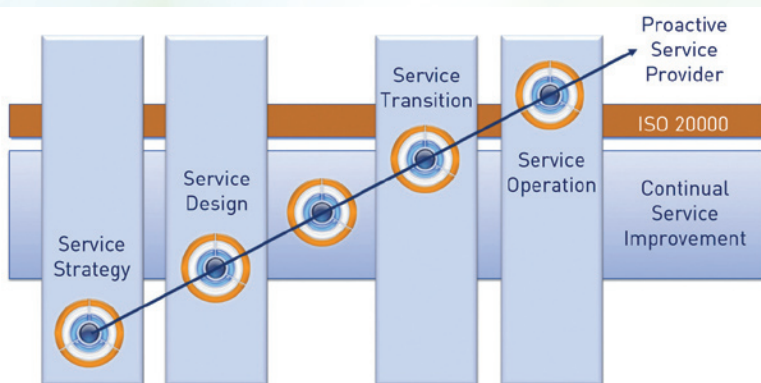 Proactive
Service
Provider
Service
Transition
ISO 20000
Service
Design
Service
Operation
Continual
Service
Improvement
Service
Strategy